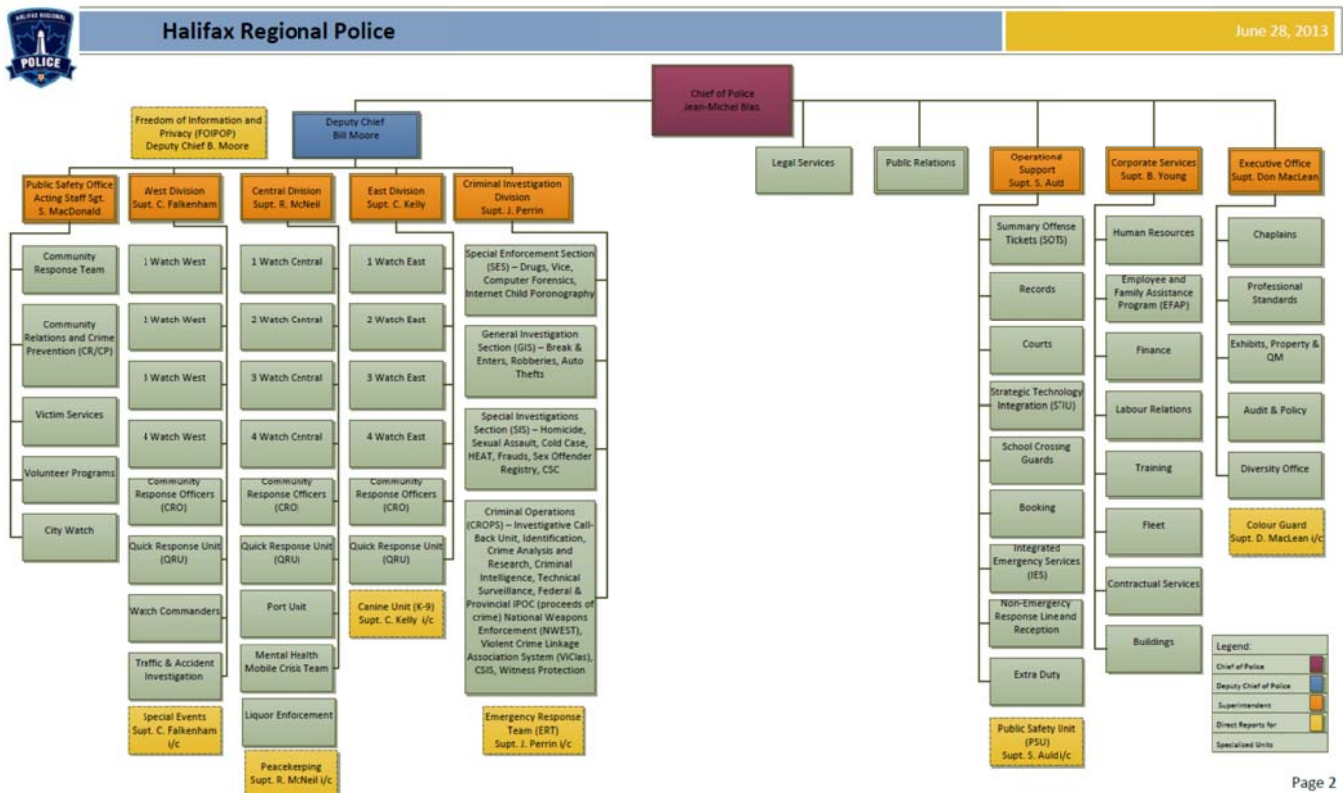 HALIFAX REGIONAL
POLICE
Halifax Regional Police
June 28, 2013
Chief of Police
Jean-Michel Blais
Freedom of Information and
Privacy (FOIPOP)
Deputy Chief B. Moore
Deputy Chief
Bill Moore
Legal Services
Public Relations
Operational
Support
Supt. S. Auld
Corporate Services
Supt. B. Young
Executive Office
Supt. Don MacLean
Public Safety Office
Acting Staff Sgt.
S. MacDonald
West Division
Supt. C. Falkenham
Central Division
Supt. R. McNeil
East Division
Supt. C. Kelly
Criminal Investigation
Division
Supt. J. Perrin
Community
Response Team
Community
Relations and Crime
Prevention (CR/CP)
Victim Services
Volunteer Programs
City Watch
1 Watch West
2 Watch West
3 Watch West
4 Watch West
Community
Response Officers
(CRO)
Quick Response Unit
(QRU)
Watch Commanders
Traffic & Accident
Investigation
Special Events
Supt. C. Falkenham
i/c
1 Watch Central
2 Watch Central
3 Watch Central
4 Watch Central
Community
Response Officers
(CRO)
Quick Response Unit
(QRU)
Port Unit
Mental Health
Mobile Crisis Team
Liquor Enforcement
Peacekeeping
Supt. R. McNeil i/c
1 Watch East
2 Watch East
3 Watch East
4 Watch East
Community
Response Officers
(CRO)
Quick Response Unit
(QRU)
Canine Unit (K-9)
Supt. C. Kelly i/c
Special Enforcement Section
(SES) – Drugs, Vice,
Computer Forensics,
Internet Child Poronography
General Investigation
Section (GIS) – Break &
Enters, Robberies, Auto
Thefts
Special Investigations
Section (SIS) – Homicide,
Sexual Assault, Cold Case,
HEAT, Frauds, Sex Offender
Registry, CSC
Criminal Operations
(CROPS) – Investigative Call-
Back Unit, Identification,
Crime Analysis and
Research, Criminal
Intelligence, Technical
Surveillance, Federal &
Provincial IPOC (proceeds of
crime) National Weapons
Enforcement (NWEST),
Violent Crime Linkage
Association System (ViClas),
CSIS, Witness Protection
Emergency Response
Team (ERT)
Supt. J. Perrin i/c
Summary Offense
Tickets (SOTS)
Records
Courts
Strategic Technology
Integration (STIU)
School Crossing
Guards
Booking
Integrated
Emergency Services
(IES)
Non-Emergency
Response Line and
Reception
Extra Duty
Public Safety Unit
(PSU)
Supt. S. Auld i/c
Human Resources
Employee and
Family Assistance
Program (EFAP)
Finance
Labour Relations
Training
Fleet
Contractual Services
Buildings
Chaplains
Professional
Standards
Exhibits, Property &
QM
Audit & Policy
Diversity Office
Colour Guard
Supt. D. MacLean i/c
Legend:
Chief of Police
Deputy Chief of Police
Superintendent
Direct Reports for
Specialized Units
Page 2